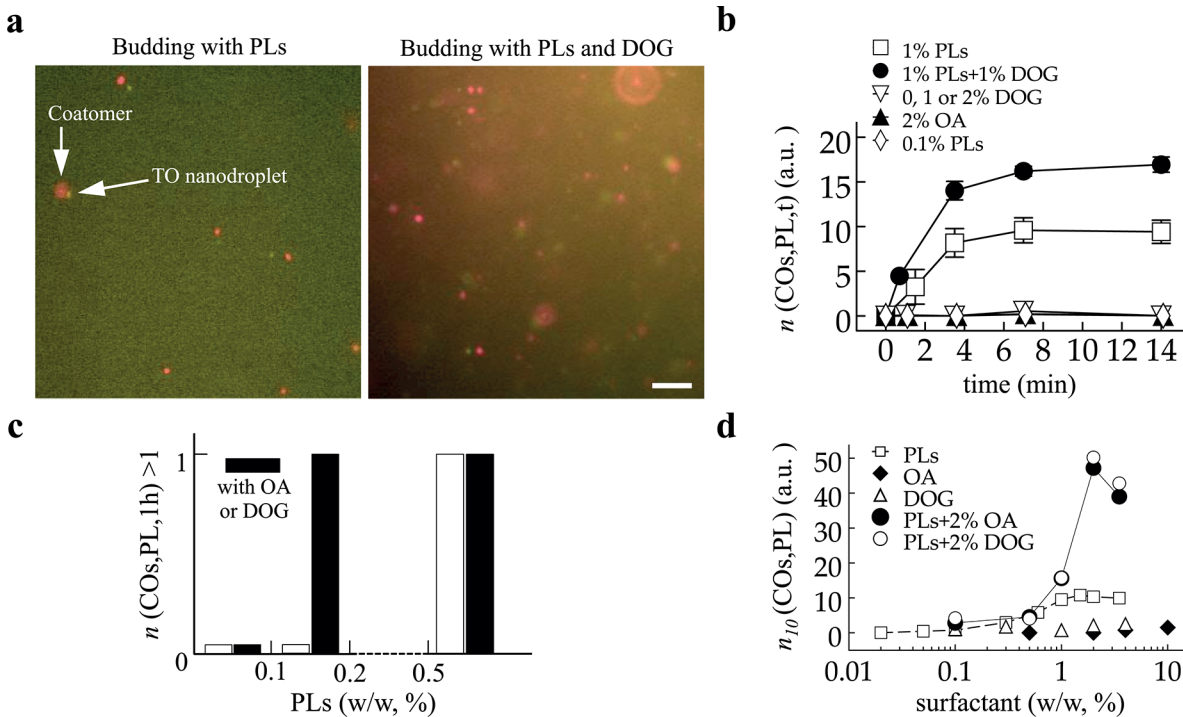 a
Budding with PLs
Budding with PLs and DOG
Coatomer
TO nanodroplet
b
1% PLs
1% PLs+1% DOG
0, 1 or 2% DOG
2% OA
0.1% PLs
n (COs,PL,t) (a.u. )
20
15
10
5
0
0 2 4 6 8 10 12 14
time (min)
c
n (COs,PL,1h) >1
1
0
with OA
or DOG
0.1 0.2 0.5
PLs (w/w, %)
d
n10 (COs,PL) (a.u. )
50
40
30
20
10
0
PLs
OA
DOG
PLs+2% OA
PLs+2% DOG
0.01 0.1 1 10
surfactant (w/w, %)